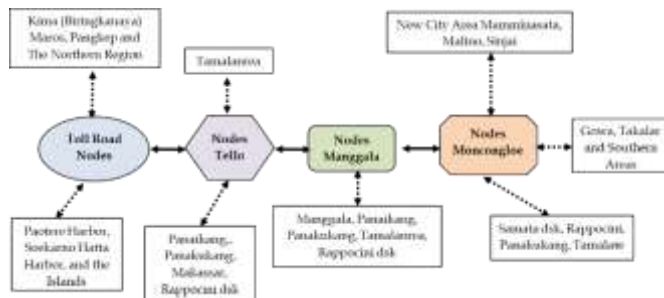 Kima (Biringkanaya)
Maros, Pangkep and
The Northern Region
New City Area Mamminasata,
Malino, Sinjai
Tamalanrea
Toll Road
Nodes
Nodes
Tello
Nodes
Manggala
Nodes
Moncongloe
Gowa, Takalar
and Southern
Areas
Paotere Harbor,
Soekarno Hatta
Harbor, and the
Islands
Panaikang,
Panakukang,
Makassar,
Rappocini dsk
Manggala, Panaikang,
Panakukang, Tamalanrea,
Rappocini dsk
Samata dsk, Rappocini,
Panakukang, Tamalate